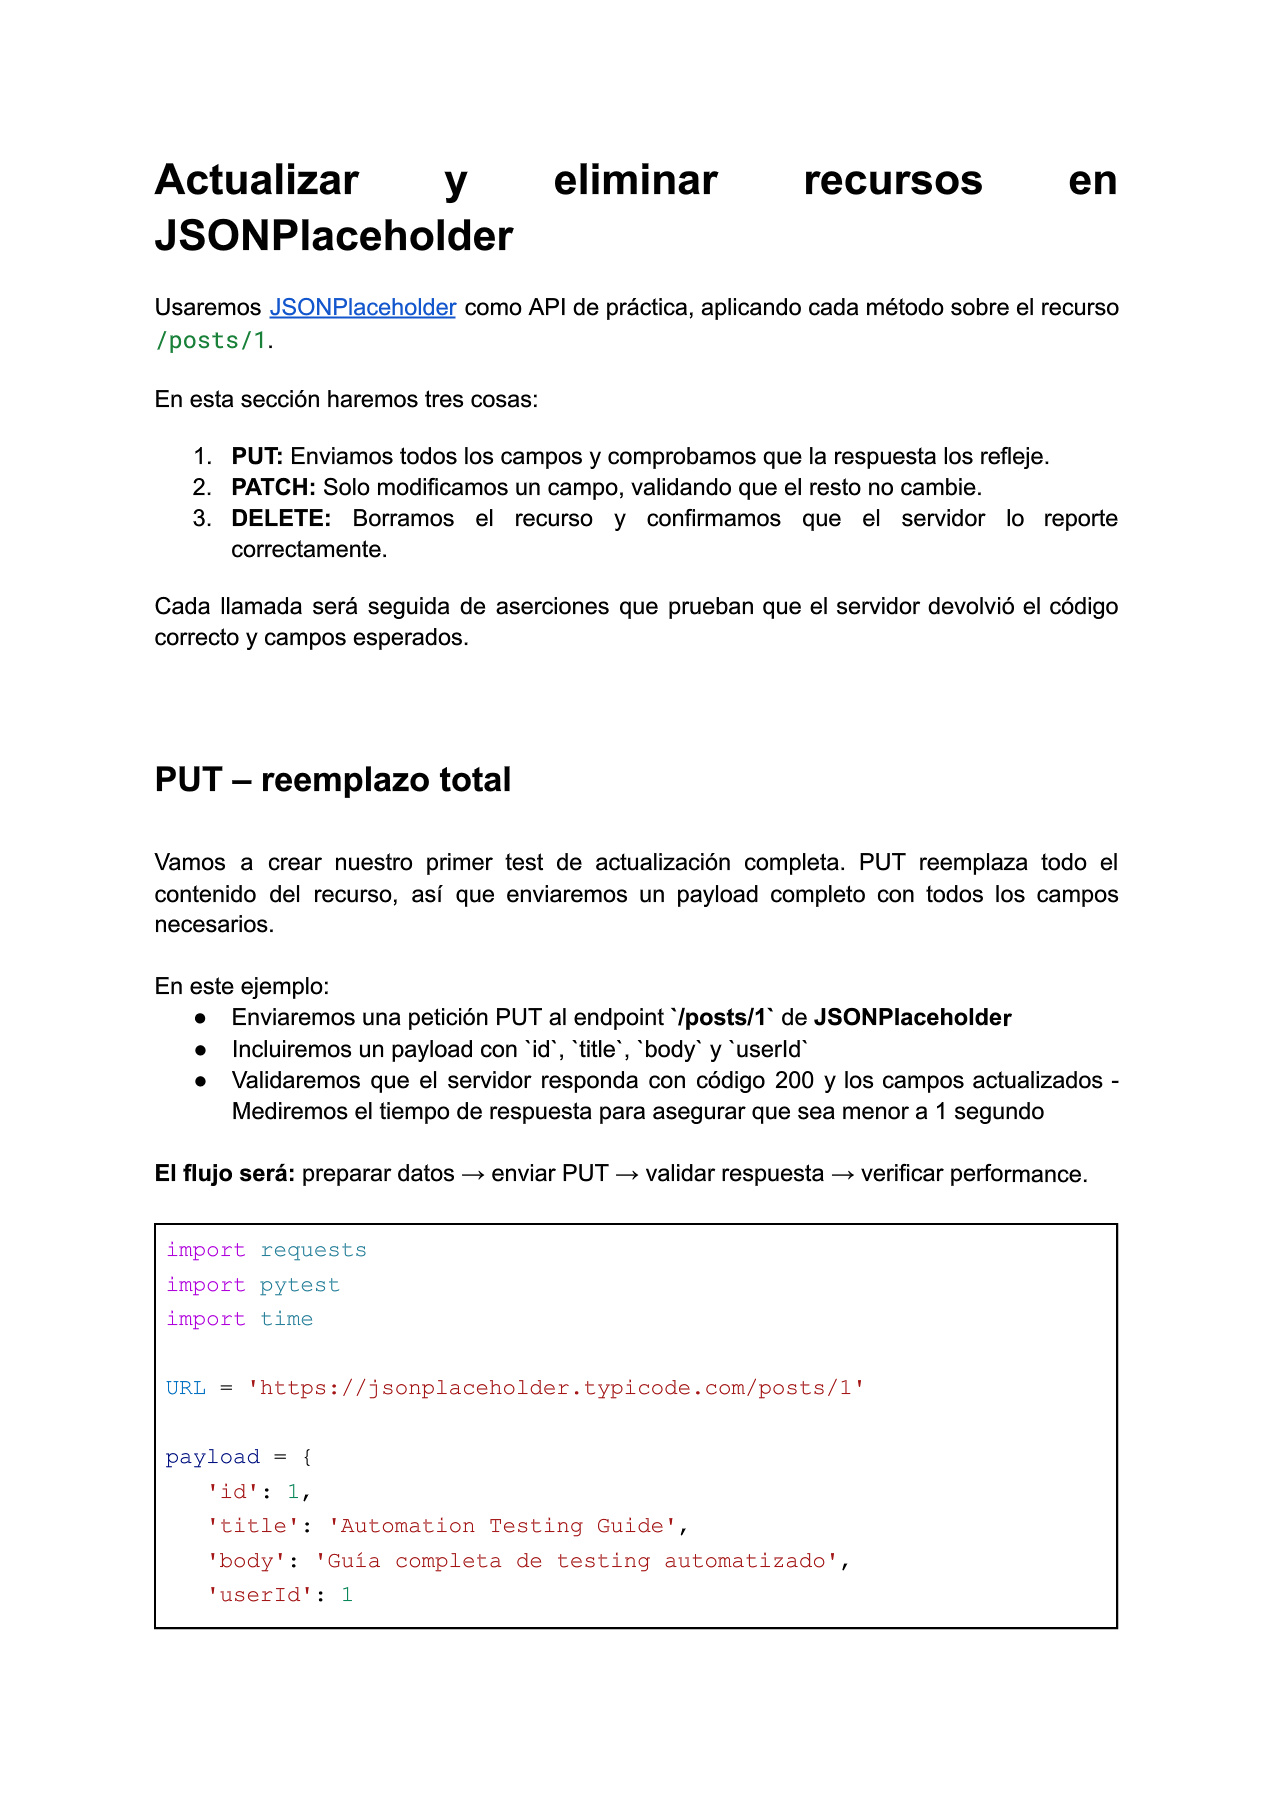 Actualizar y eliminar recursos en
JSONPlaceholder
Usaremos JSONPlaceholder como API de práctica, aplicando cada método sobre el recurso
/posts/1.
En esta sección haremos tres cosas:
1. PUT: Enviamos todos los campos y comprobamos que la respuesta los refleje.
2. PATCH: Solo modificamos un campo, validando que el resto no cambie.
3. DELETE: Borramos el recurso y confirmamos que el servidor lo reporte
correctamente.
Cada llamada será seguida de aserciones que prueban que el servidor devolvió el código
correcto y campos esperados.
PUT – reemplazo total
Vamos a crear nuestro primer test de actualización completa. PUT reemplaza todo el
contenido del recurso, así que enviaremos un payload completo con todos los campos
necesarios.
En este ejemplo:
● Enviaremos una petición PUT al endpoint `/posts/1` de JSONPlaceholder
● Incluiremos un payload con `id`, `title`, `body` y `userId`
● Validaremos que el servidor responda con código 200 y los campos actualizados -
Mediremos el tiempo de respuesta para asegurar que sea menor a 1 segundo
El flujo será: preparar datos → enviar PUT → validar respuesta → verificar performance.
import requests
import pytest
import time
URL = 'https://jsonplaceholder.typicode.com/posts/1'
payload = {
'id': 1,
'title': 'Automation Testing Guide',
'body': 'Guía completa de testing automatizado',
'userId': 1